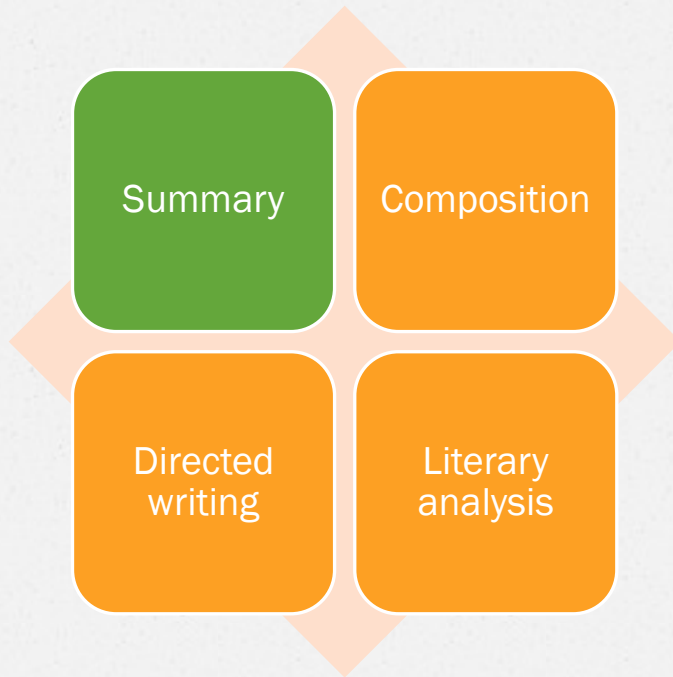 Summary
Composition
Directed
writing
Literary
analysis